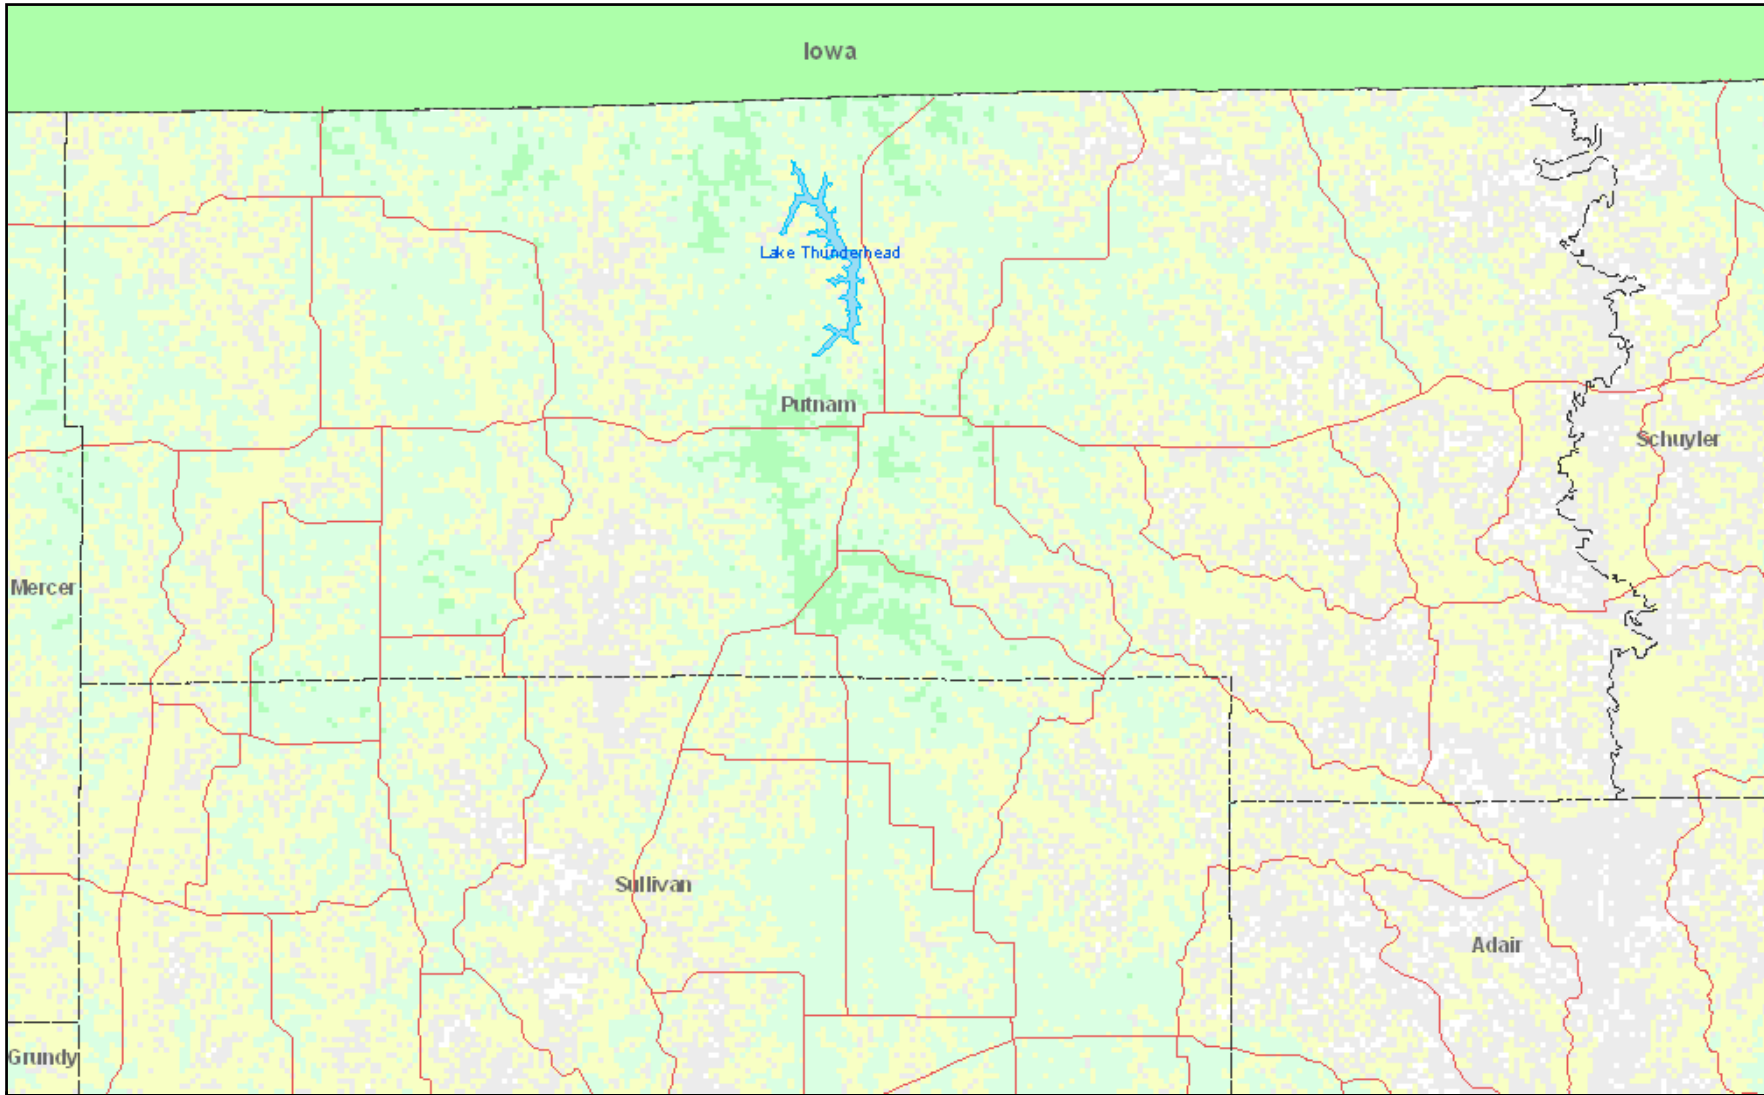 Iowa
Lake Thunderhead
Putnam
Schuyler
Mercer
Sullivan
Adair
Grundy